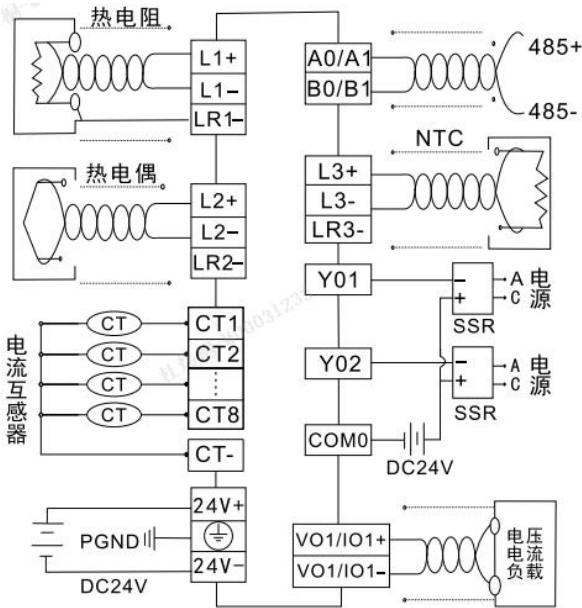 热电阻
L1+
L1-
LR1-
热电偶
L2+
L2-
LR2-
电流互感器
CT
CT
CT
CT
CT1
CT2
CT8
CT-
24V+
PGND
24V-
DC24V
A0/A1
B0/B1
485+
485-
NTC
L3+
L3-
LR3-
Y01
-
+
SSR
A 电
C 源
Y02
-
+
SSR
A 电
C 源
COM0
DC24V
VO1/IO1+
VO1/IO1-
电压
电流
负载